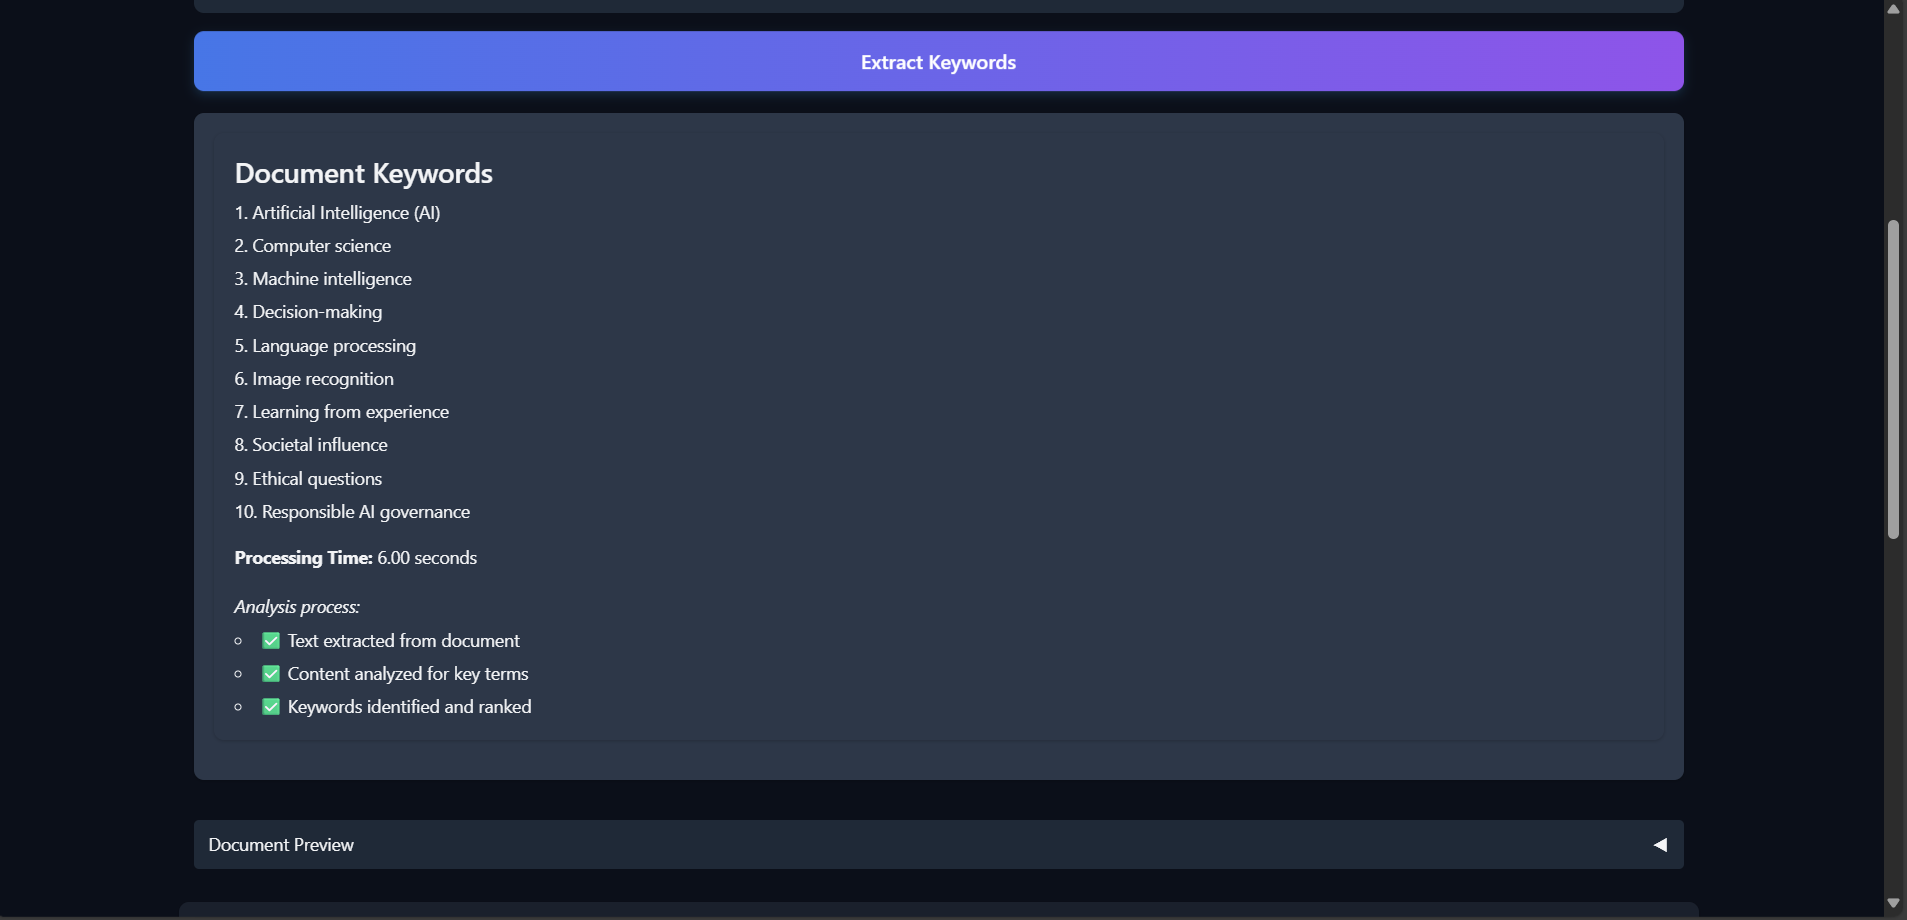 Extract Keywords
Document Keywords
1. Artificial Intelligence (AI)
2. Computer science
3. Machine intelligence
4. Decision-making
5. Language processing
6. Image recognition
7. Learning from experience
8. Societal influence
9. Ethical questions
10. Responsible AI governance
Processing Time: 6.00 seconds
Analysis process:
✅ Text extracted from document
✅ Content analyzed for key terms
✅ Keywords identified and ranked
Document Preview